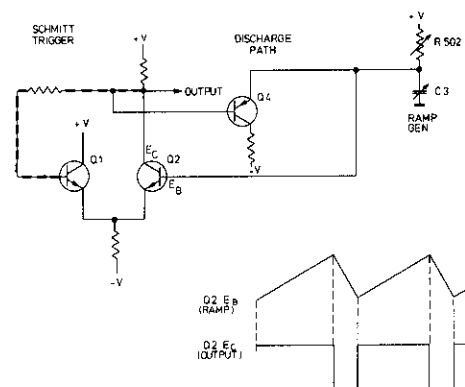 SCHMITT
TRIGGER
+V
DISCHARGE
PATH
+V
R 502
OUTPUT
Q4
C3
RAMP
GEN
+V
Q1
EC
Q2
EB
-V
-V
Q2 EB
(RAMP)
Q2 EC
(OUTPUT)